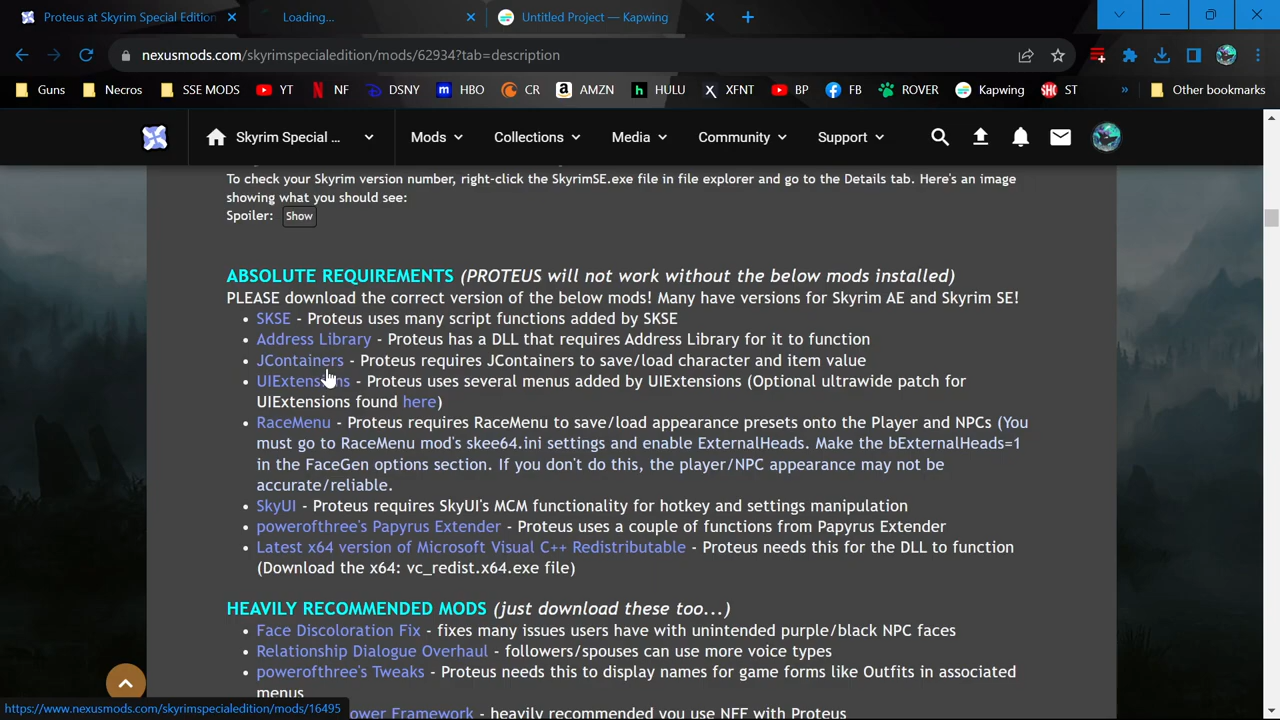 Proteus at Skyrim Special Edition
Loading...
Untitled Project — Kapwing
nexusmods.com/skyrimspecialedition/mods/62934?tab=description
Guns Necros SSE MODS YT NF DSNY HBO CR AMZN HULU XFNT BP FB ROVER Kapwing ST » Other bookmarks
Skyrim Special ... Mods Collections Media Community Support
To check your Skyrim version number, right-click the SkyrimSE.exe file in file explorer and go to the Details tab. Here's an image
showing what you should see:
Spoiler: Show
ABSOLUTE REQUIREMENTS (PROTEUS will not work without the below mods installed)
PLEASE download the correct version of the below mods! Many have versions for Skyrim AE and Skyrim SE!
• SKSE - Proteus uses many script functions added by SKSE
• Address Library - Proteus has a DLL that requires Address Library for it to function
• JContainers - Proteus requires JContainers to save/load character and item value
• UIExtensions - Proteus uses several menus added by UIExtensions (Optional ultrawide patch for
UIExtensions found here)
• RaceMenu - Proteus requires RaceMenu to save/load appearance presets onto the Player and NPCs (You
must go to RaceMenu mod's skee64.ini settings and enable ExternalHeads. Make the bExternalHeads=1
in the FaceGen options section. If you don't do this, the player/NPC appearance may not be
accurate/reliable.
• SkyUI - Proteus requires SkyUI's MCM functionality for hotkey and settings manipulation
• powerofthree's Papyrus Extender - Proteus uses a couple of functions from Papyrus Extender
• Latest x64 version of Microsoft Visual C++ Redistributable - Proteus needs this for the DLL to function
(Download the x64: vc_redist.x64.exe file)
HEAVILY RECOMMENDED MODS (just download these too...)
• Face Discoloration Fix - fixes many issues users have with unintended purple/black NPC faces
• Relationship Dialogue Overhaul - followers/spouses can use more voice types
• powerofthree's Tweaks - Proteus needs this to display names for game forms like Outfits in associated
menus
ower Framework - heavily recommended you use NFF with Proteus
https://www.nexusmods.com/skyrimspecialedition/mods/16495